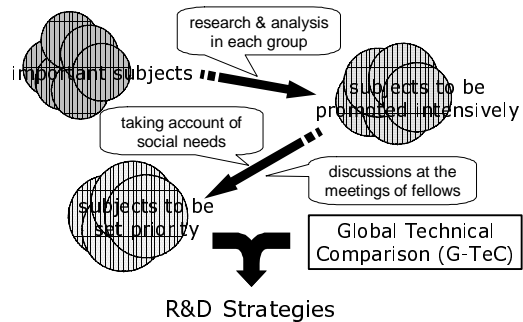 research & analysis
in each group
important subjects
subjects to be
promoted intensively
taking account of
social needs
discussions at the
meetings of fellows
subjects to be
set priority
Global Technical
Comparison (G-TeC)
R&D Strategies